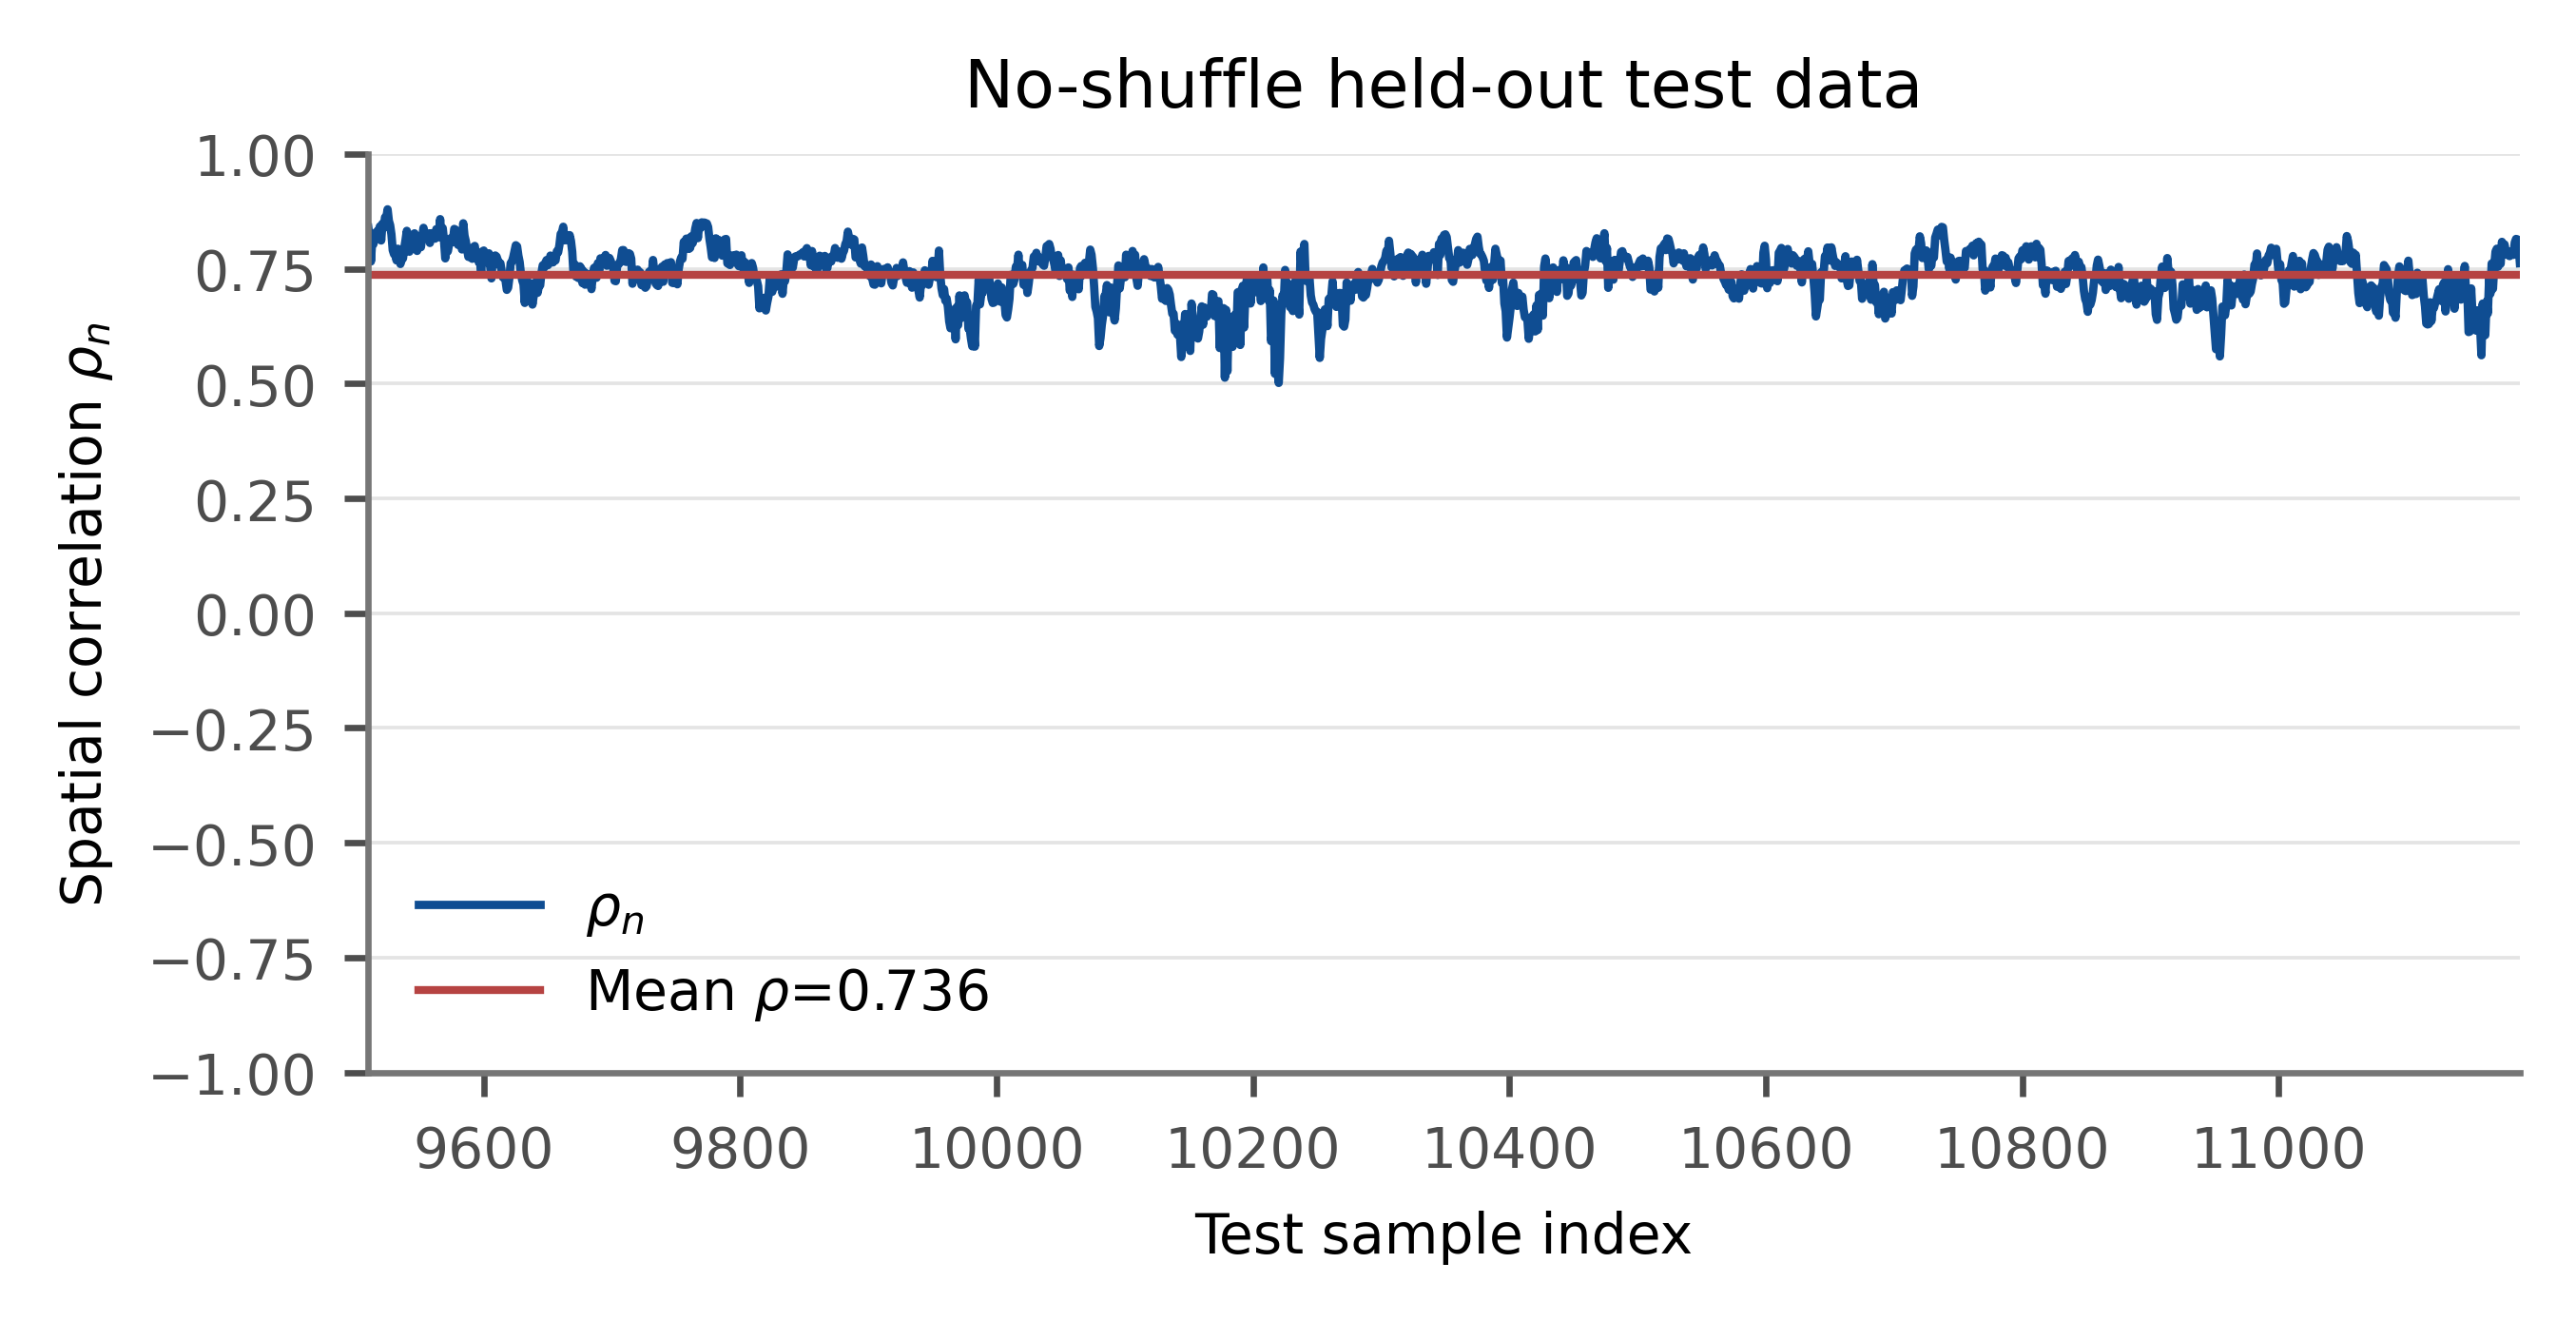 No-shuffle held-out test data
1.00
0.75
0.50
0.25
0.00
−0.25
−0.50
−0.75
−1.00
Spatial correlation ρₙ
ρₙ
Mean ρ=0.736
9600 9800 10000 10200 10400 10600 10800 11000
Test sample index